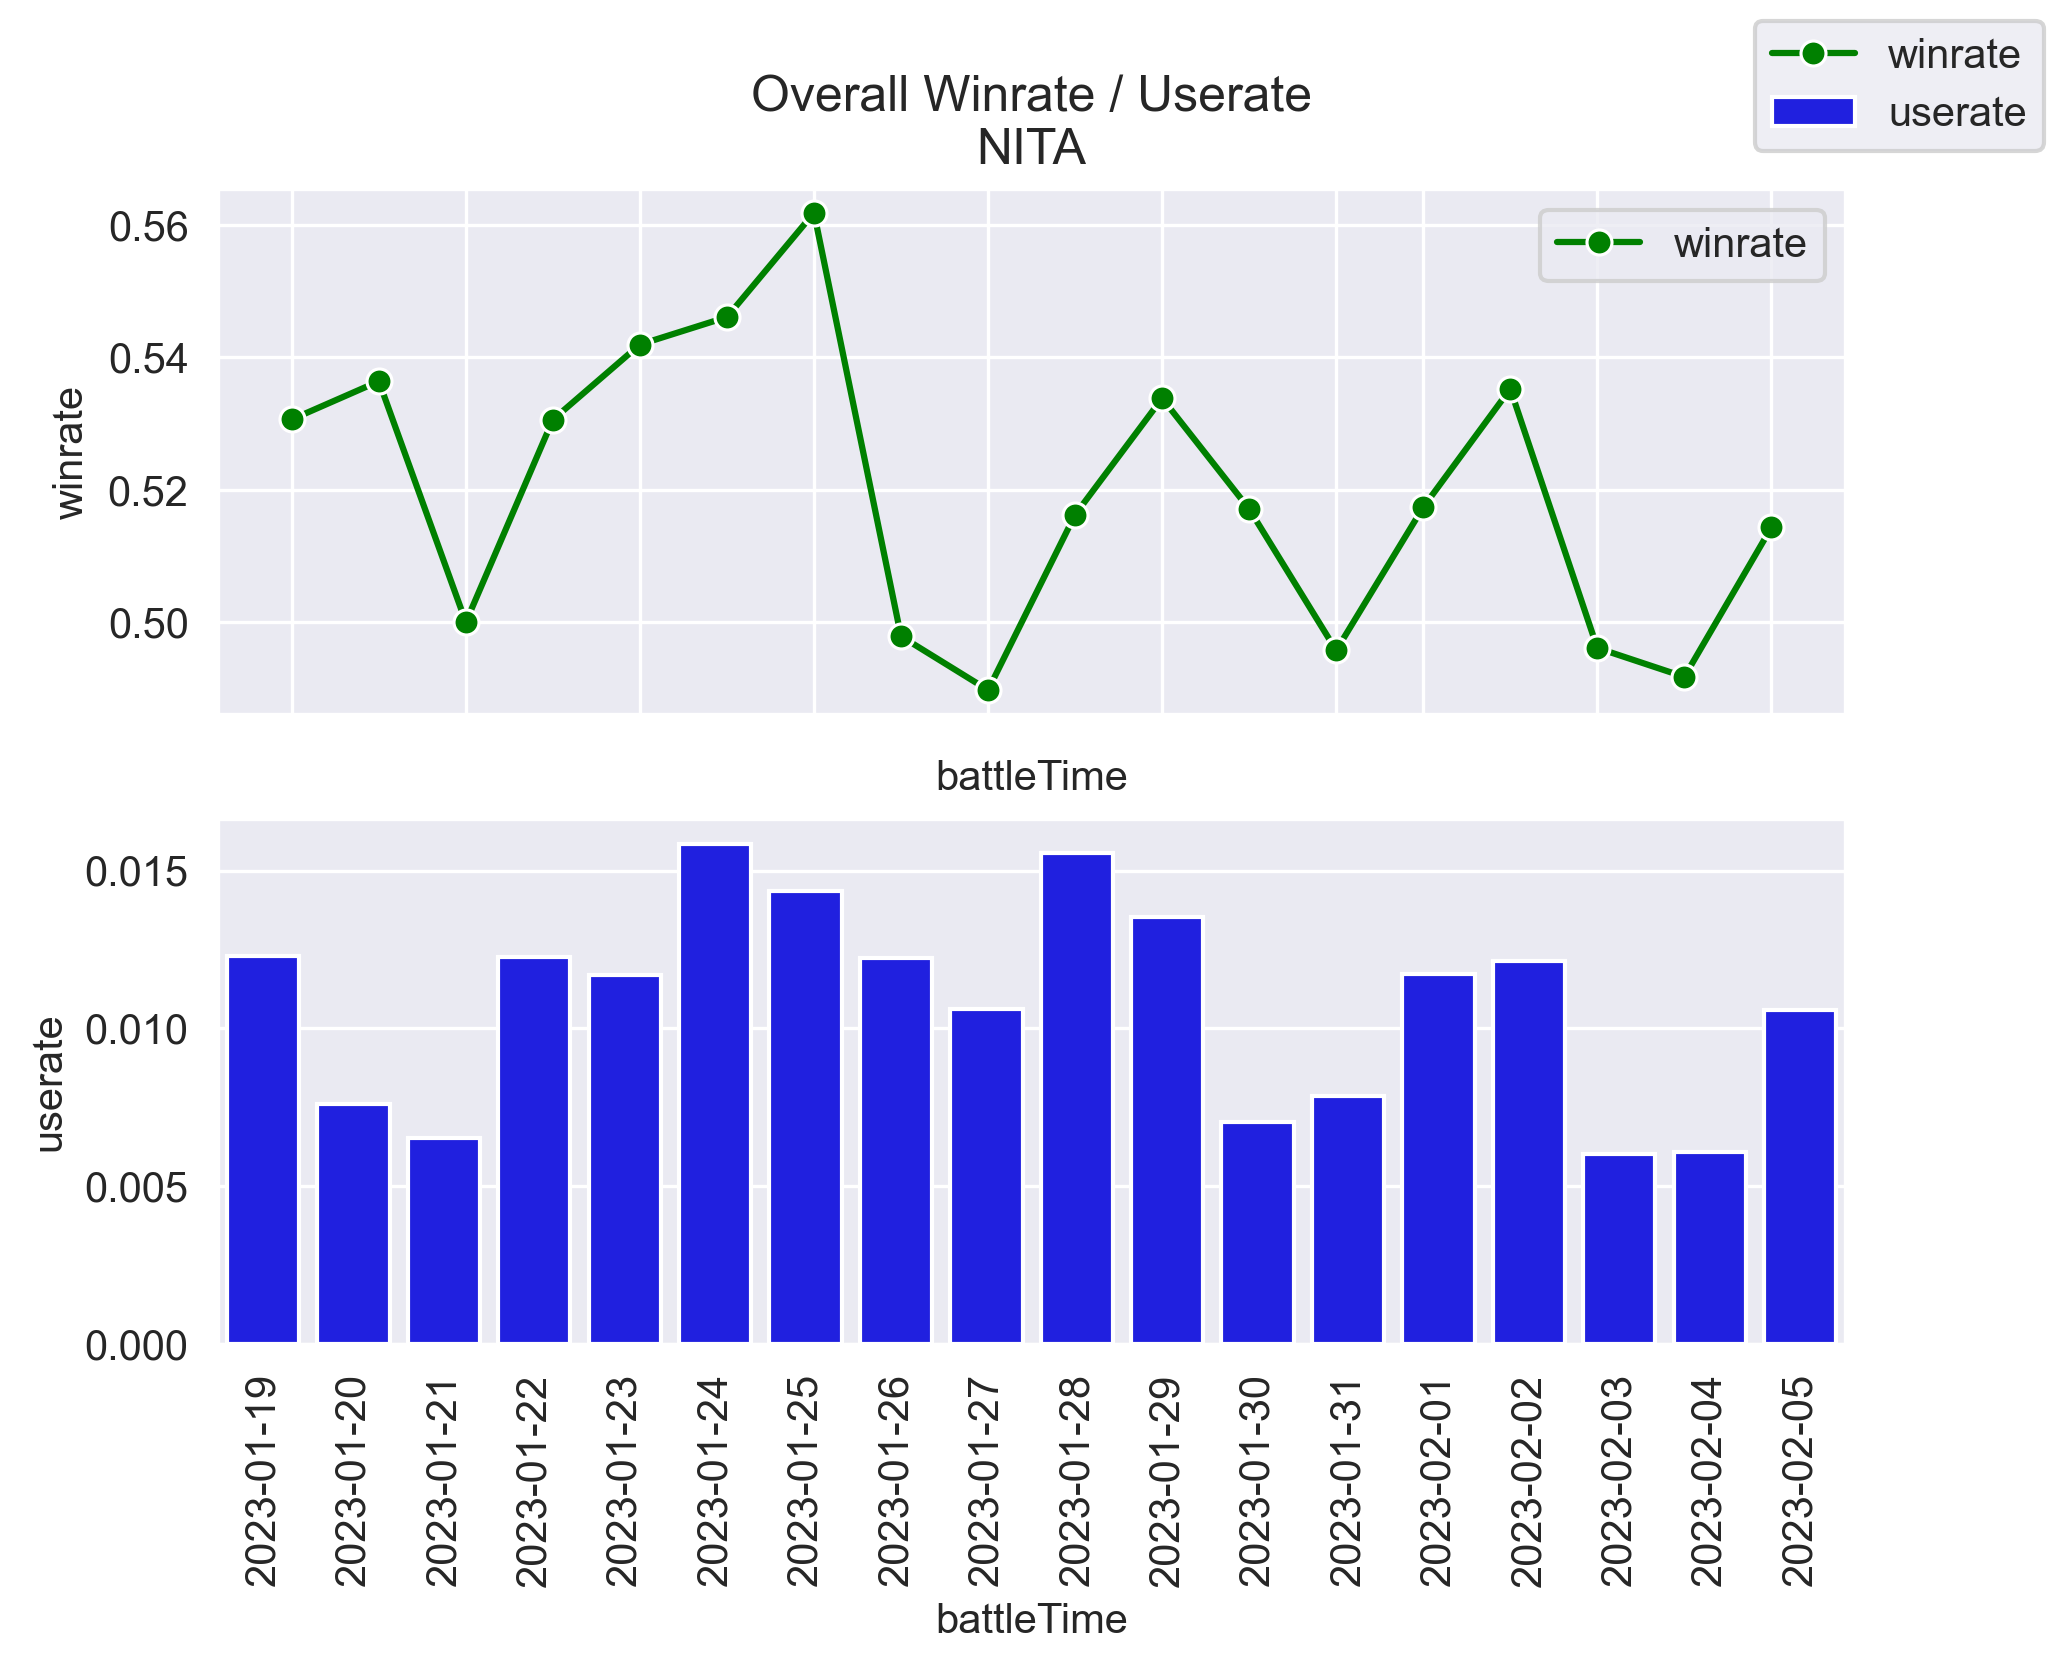 winrate
userate
Overall Winrate / Userate
NITA
winrate
0.56
0.54
0.52
0.50
winrate
battleTime
0.015
0.010
0.005
0.000
userate
2023-01-19
2023-01-20
2023-01-21
2023-01-22
2023-01-23
2023-01-24
2023-01-25
2023-01-26
2023-01-27
2023-01-28
2023-01-29
2023-01-30
2023-01-31
2023-02-01
2023-02-02
2023-02-03
2023-02-04
2023-02-05
battleTime